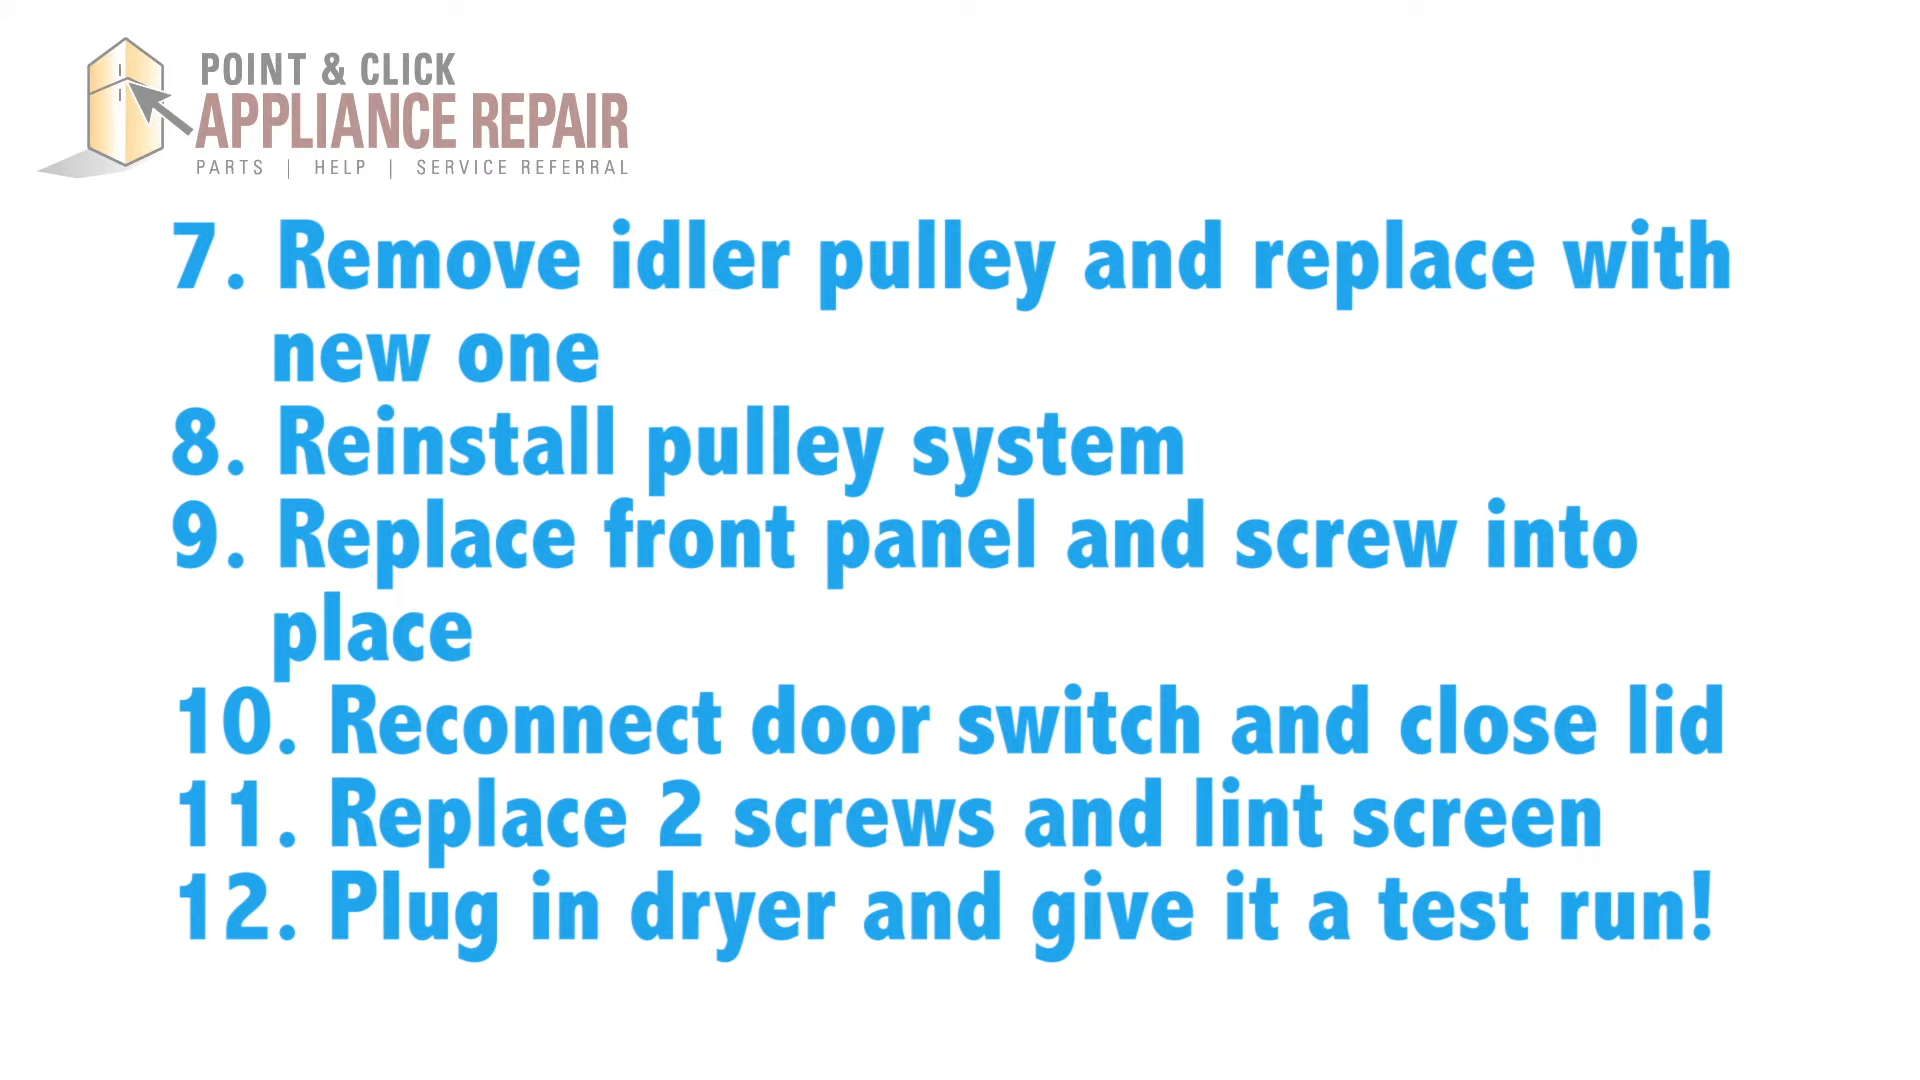 POINT & CLICK
APPLIANCE REPAIR
PARTS | HELP | SERVICE REFERRAL
7. Remove idler pulley and replace with
new one
8. Reinstall pulley system
9. Replace front panel and screw into
place
10. Reconnect door switch and close lid
11. Replace 2 screws and lint screen
12. Plug in dryer and give it a test run!